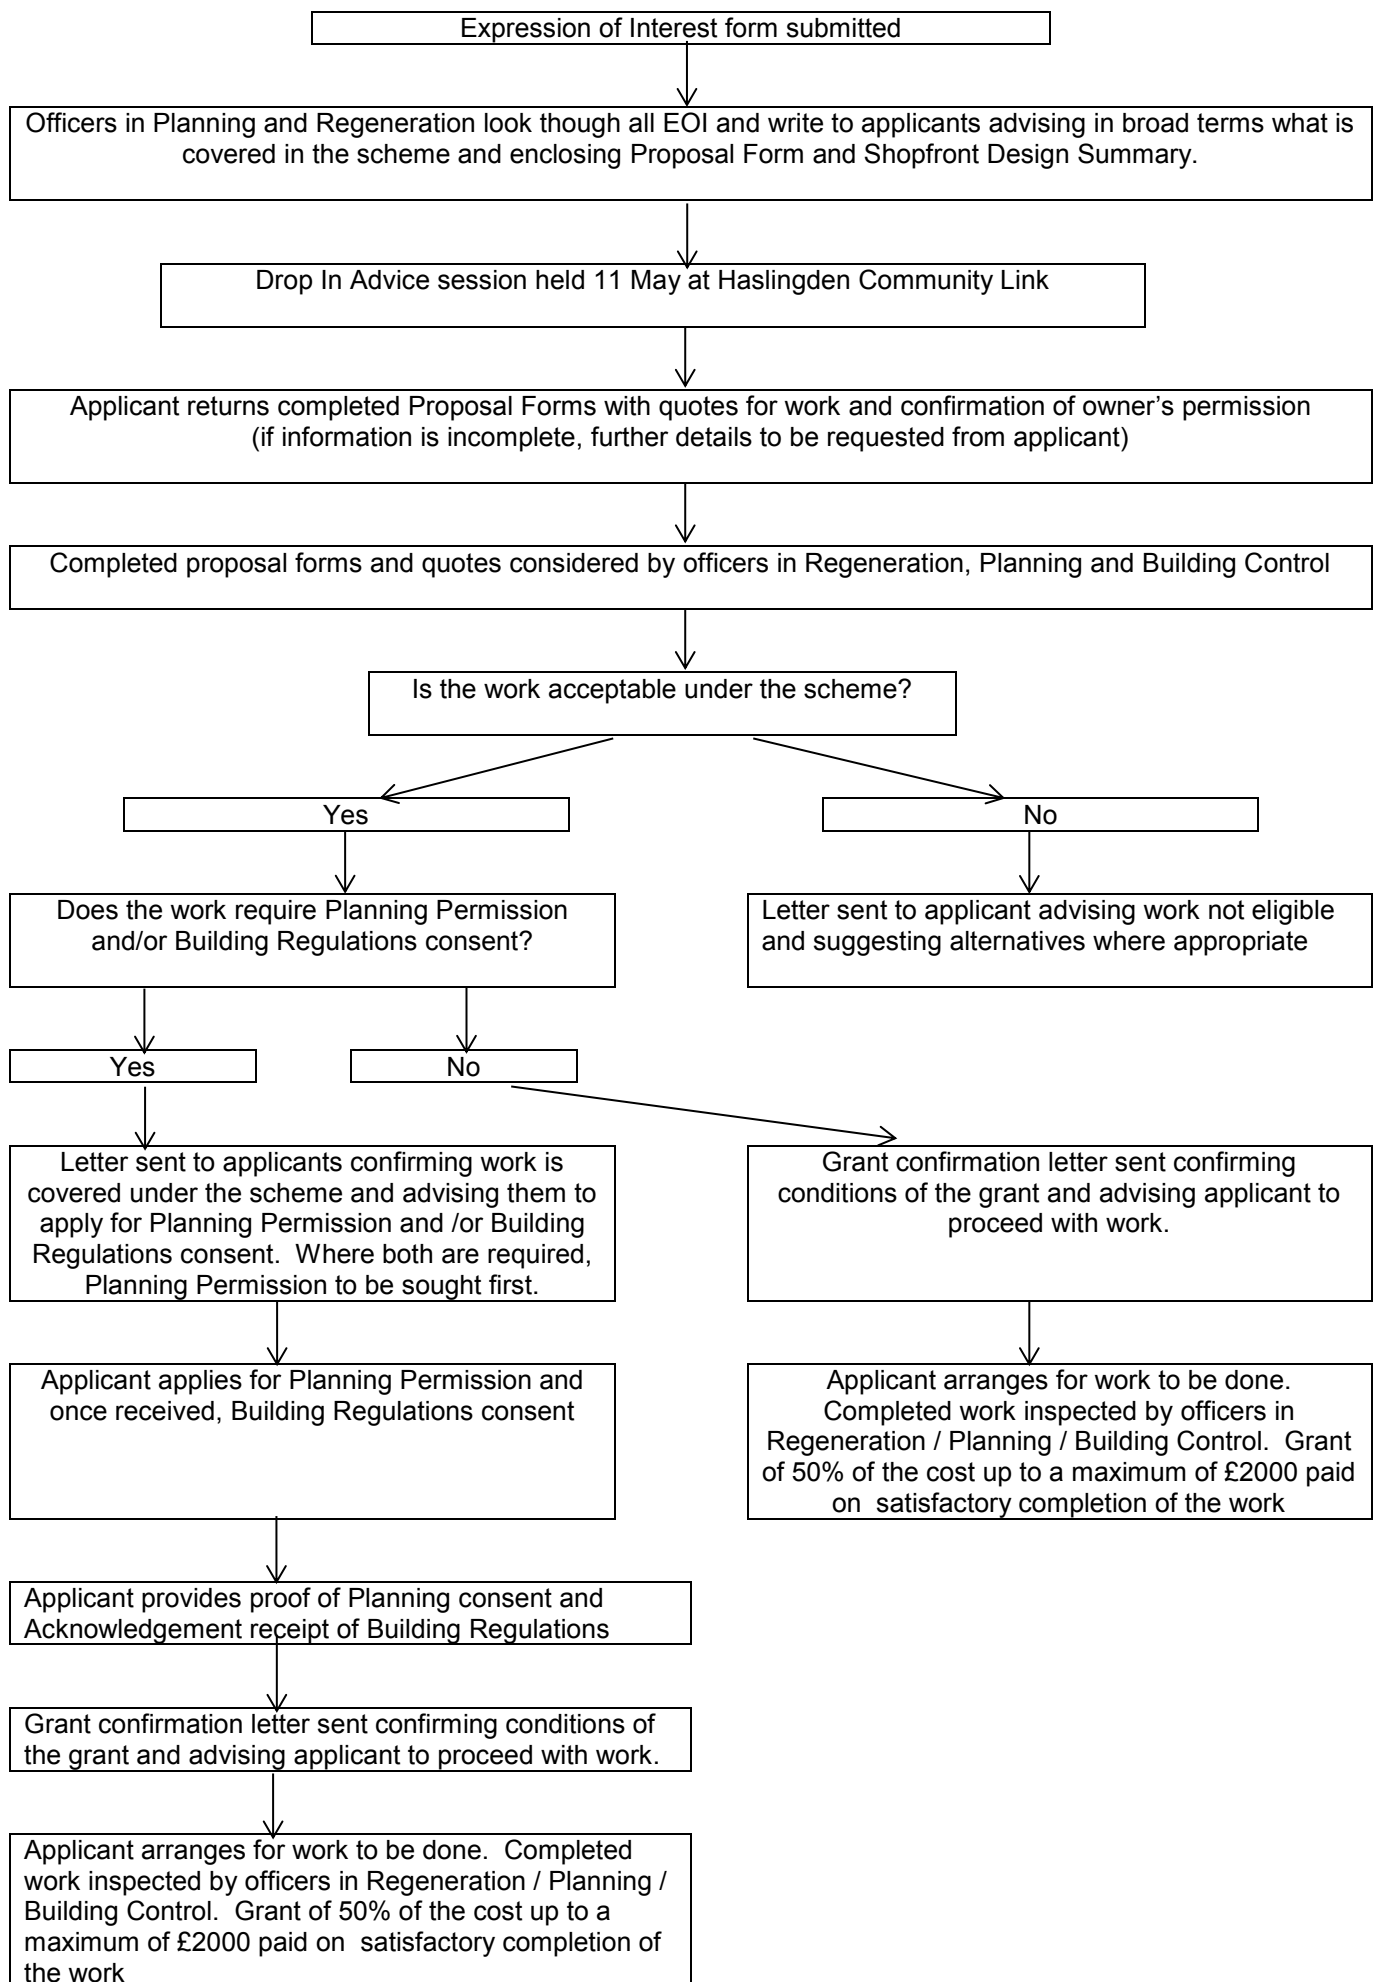 Expression of Interest form submitted
Officers in Planning and Regeneration look though all EOI and write to applicants advising in broad terms what is
covered in the scheme and enclosing Proposal Form and Shopfront Design Summary.
Drop In Advice session held 11 May at Haslingden Community Link
Applicant returns completed Proposal Forms with quotes for work and confirmation of owner’s permission
(if information is incomplete, further details to be requested from applicant)
Completed proposal forms and quotes considered by officers in Regeneration, Planning and Building Control
Is the work acceptable under the scheme?
Yes
No
Does the work require Planning Permission
and/or Building Regulations consent?
Letter sent to applicant advising work not eligible
and suggesting alternatives where appropriate
Yes
No
Letter sent to applicants confirming work is
covered under the scheme and advising them to
apply for Planning Permission and /or Building
Regulations consent.  Where both are required,
Planning Permission to be sought first.
Grant confirmation letter sent confirming
conditions of the grant and advising applicant to
proceed with work.
Applicant applies for Planning Permission and
once received, Building Regulations consent
Applicant arranges for work to be done.
Completed work inspected by officers in
Regeneration / Planning / Building Control.  Grant
of 50% of the cost up to a maximum of £2000 paid
on  satisfactory completion of the work
Applicant provides proof of Planning consent and
Acknowledgement receipt of Building Regulations
Grant confirmation letter sent confirming conditions of
the grant and advising applicant to proceed with work.
Applicant arranges for work to be done.  Completed
work inspected by officers in Regeneration / Planning /
Building Control.  Grant of 50% of the cost up to a
maximum of £2000 paid on  satisfactory completion of
the work